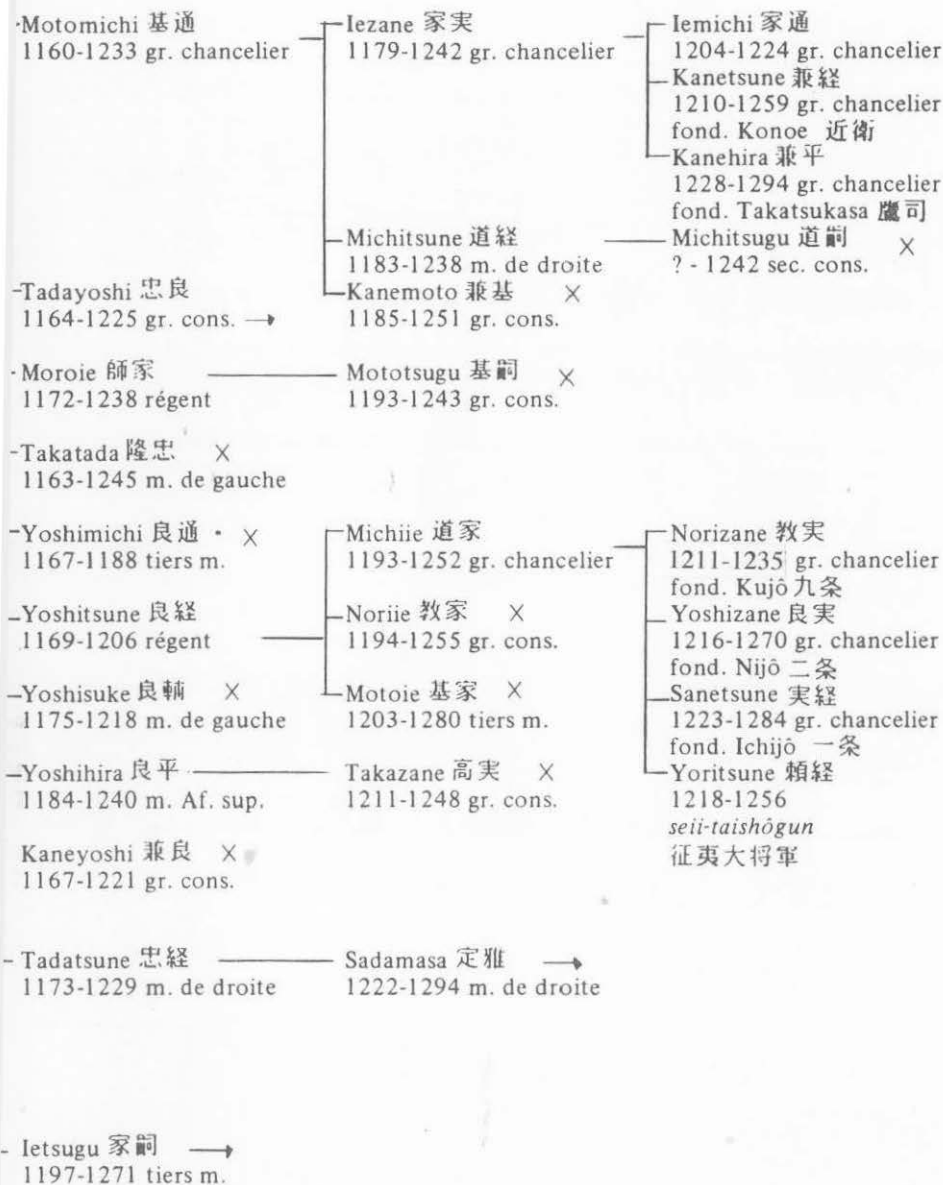 Motomichi 基通
1160-1233 gr. chancelier
Iezane 家実
1179-1242 gr. chancelier
Iemichi 家通
1204-1224 gr. chancelier
Kanetsune 兼経
1210-1259 gr. chancelier
fond. Konoe 近衛
Kanehira 兼平
1228-1294 gr. chancelier
fond. Takatsukasa 鷹司
Michitsune 道経
1183-1238 m. de droite
Michitsugu 道嗣 X
? - 1242 sec. cons.
Tadayoshi 忠良
1164-1225 gr. cons. →
Kanemoto 兼基 X
1185-1251 gr. cons.
Moroie 師家
1172-1238 régent
Mototsugu 基嗣 X
1193-1243 gr. cons.
Takatada 隆忠 X
1163-1245 m. de gauche
Yoshimichi 良通 · X
1167-1188 tiers m.
Michiie 道家
1193-1252 gr. chancelier
Norizane 教実
1211-1235 gr. chancelier
fond. Kujô 九条
Yoshitsune 良経
1169-1206 régent
Noriie 教家 X
1194-1255 gr. cons.
Yoshizane 良実
1216-1270 gr. chancelier
fond. Nijô 二条
Yoshisuke 良輔 X
1175-1218 m. de gauche
Motoie 基家 X
1203-1280 tiers m.
Sanetsune 実経
1223-1284 gr. chancelier
fond. Ichijô 一条
Yoshihira 良平
1184-1240 m. Af. sup.
Takazane 高実 X
1211-1248 gr. cons.
Yoritsune 頼経
1218-1256
seii-taishôgun
征夷大将軍
Kaneyoshi 兼良 X
1167-1221 gr. cons.
Tadatsune 忠経
1173-1229 m. de droite
Sadamasa 定雅 →
1222-1294 m. de droite
Ietsugu 家嗣 →
1197-1271 tiers m.